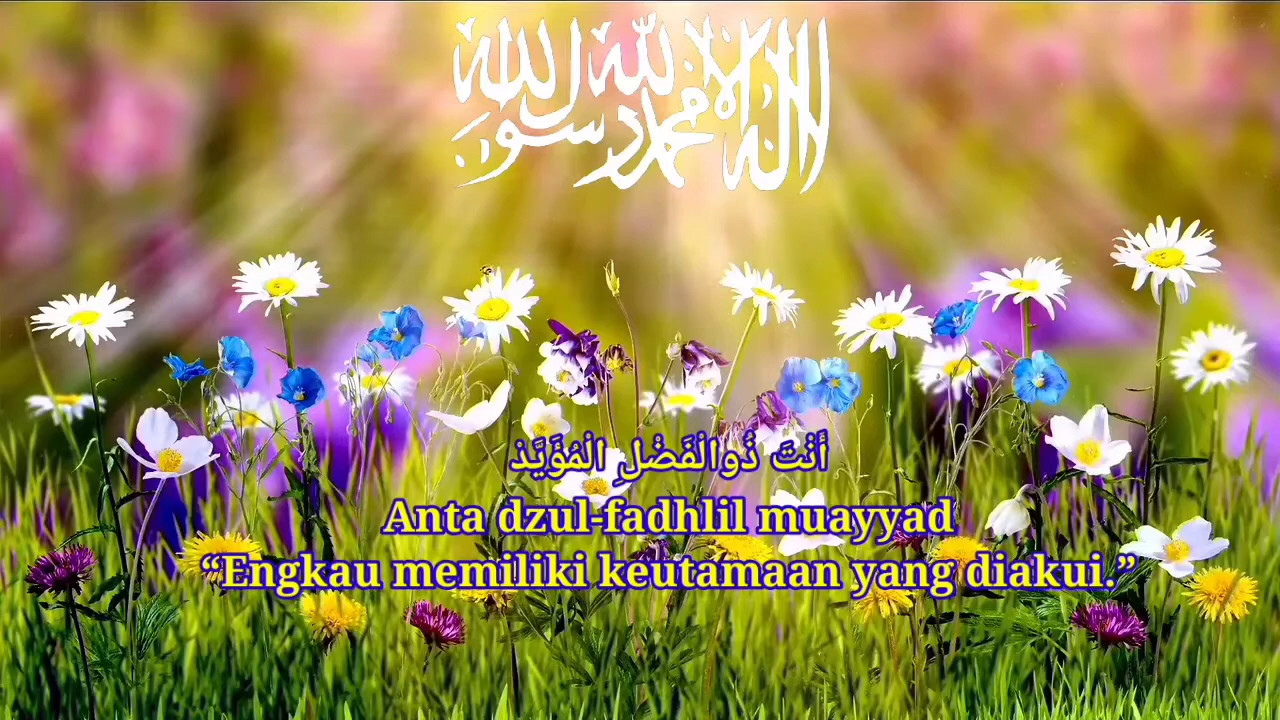 لا إله إلا الله محمد رسول الله
أَنْتَ ذُوالْفَضْلِ الْمُؤَيَّد
Anta dzul-fadhlil muayyad
“Engkau memiliki keutamaan yang diakui.”